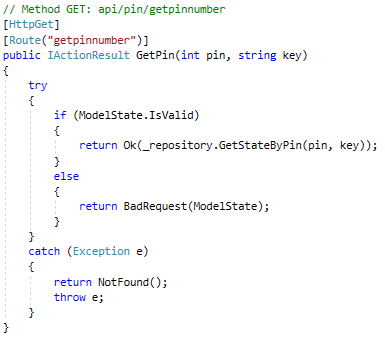 // Method GET: api/pin/getpinnumber
[HttpGet]
[Route("getpinnumber")]
public IActionResult GetPin(int pin, string key)
{
    try
    {
        if (ModelState.IsValid)
        {
            return Ok(_repository.GetStateByPin(pin, key));
        }
        else
        {
            return BadRequest(ModelState);
        }
    }
    catch (Exception e)
    {
        return NotFound();
        throw e;
    }
}